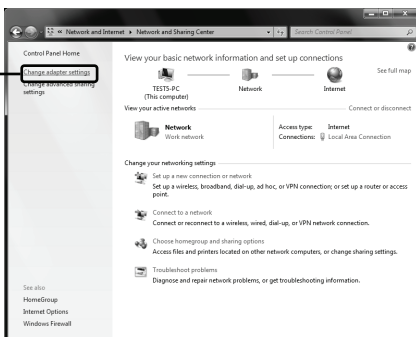 « Network and Internet ▸ Network and Sharing Center
Search Control Panel
Control Panel Home
Change adapter settings
Change advanced sharing
settings
View your basic network information and set up connections
See full map
TEST5-PC
(This computer)
Network
Internet
View your active networks
Connect or disconnect
Network
Work network
Access type: Internet
Connections: Local Area Connection
Change your networking settings
Set up a new connection or network
Set up a wireless, broadband, dial-up, ad hoc, or VPN connection; or set up a router or access
point.
Connect to a network
Connect or reconnect to a wireless, wired, dial-up, or VPN network connection.
Choose homegroup and sharing options
Access files and printers located on other network computers, or change sharing settings.
Troubleshoot problems
Diagnose and repair network problems, or get troubleshooting information.
See also
HomeGroup
Internet Options
Windows Firewall